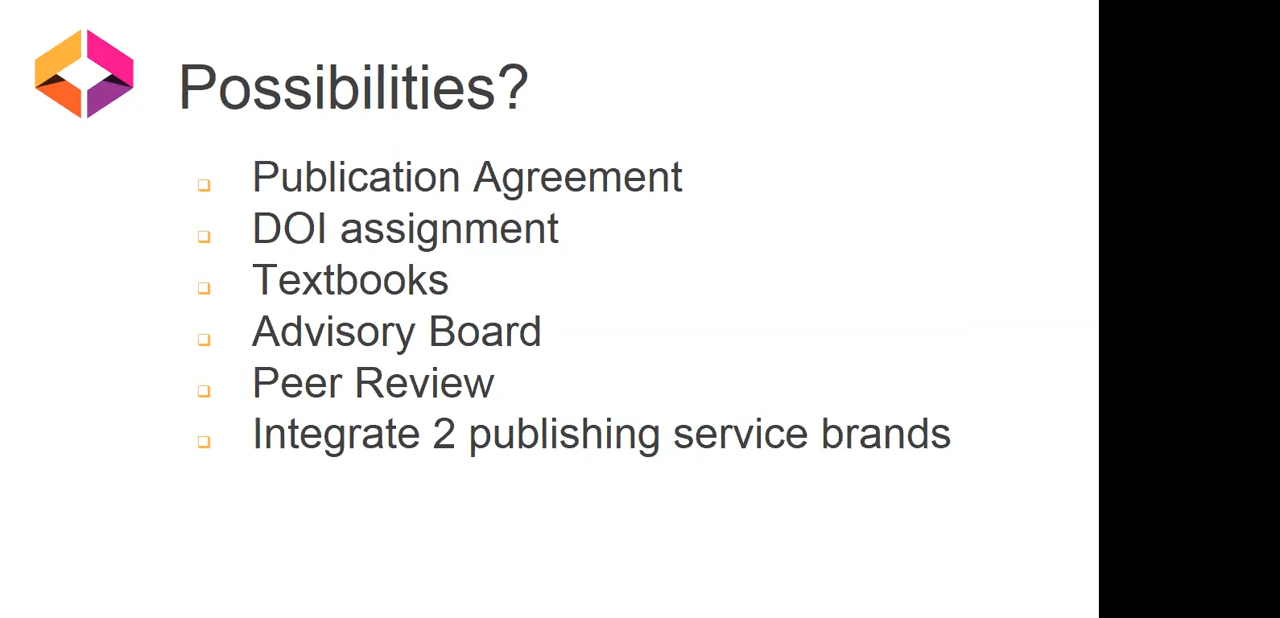 Possibilities?
Publication Agreement
DOI assignment
Textbooks
Advisory Board
Peer Review
Integrate 2 publishing service brands